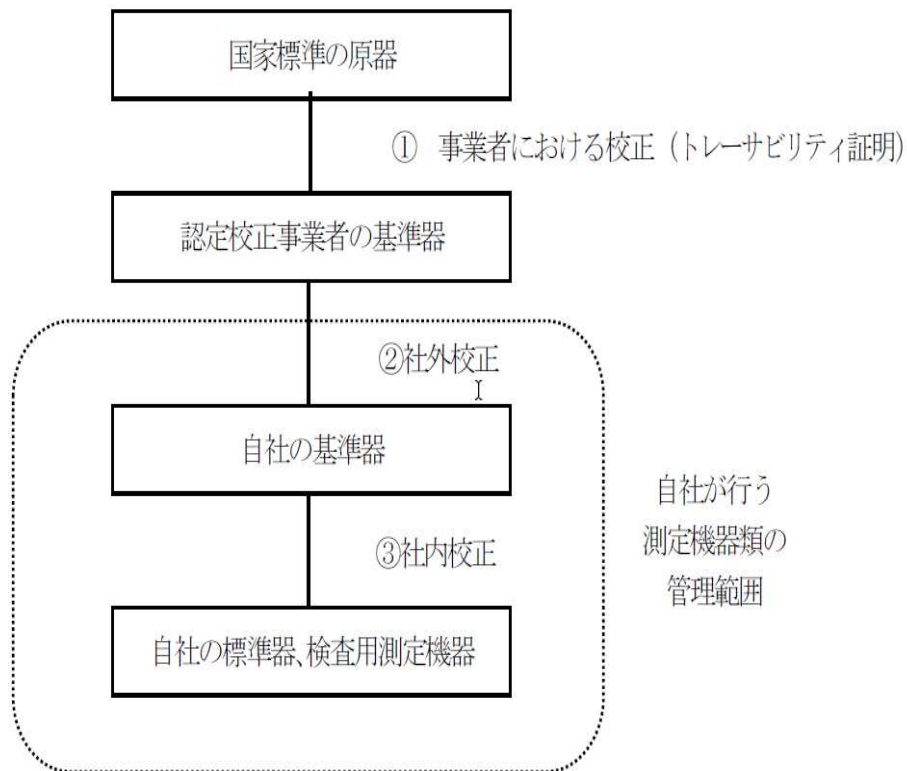 国家標準の原器
① 事業者における校正（トレーサビリティ証明）
認定校正事業者の基準器
②社外校正
自社の基準器
自社が行う
測定機器類の
管理範囲
③社内校正
自社の標準器、検査用測定機器